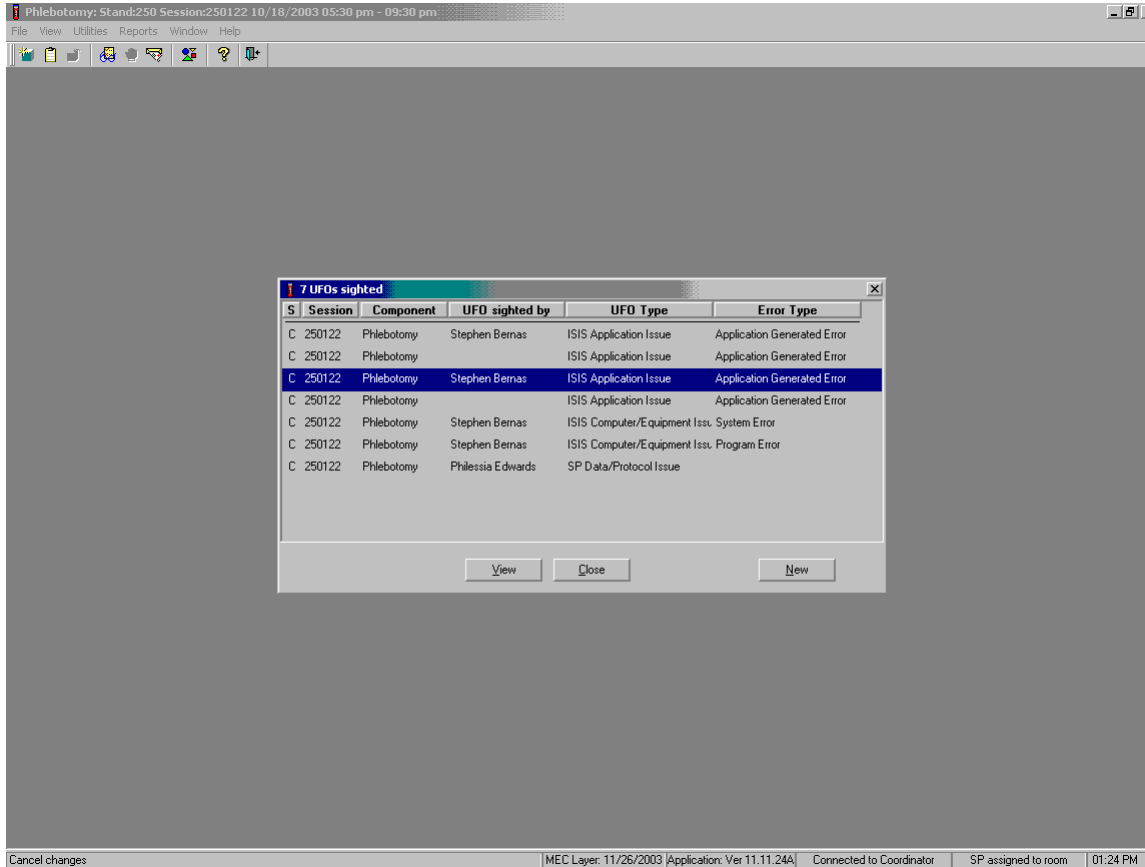 Phlebotomy: Stand:250 Session:250122 10/18/2003 05:30 pm - 09:30 pm
File View Utilities Reports Window Help
7 UFOs sighted
S Session Component UFO sighted by UFO Type Error Type
C 250122 Phlebotomy Stephen Bernas ISIS Application Issue Application Generated Error
C 250122 Phlebotomy ISIS Application Issue Application Generated Error
C 250122 Phlebotomy Stephen Bernas ISIS Application Issue Application Generated Error
C 250122 Phlebotomy ISIS Application Issue Application Generated Error
C 250122 Phlebotomy Stephen Bernas ISIS Computer/Equipment Issu System Error
C 250122 Phlebotomy Stephen Bernas ISIS Computer/Equipment Issu Program Error
C 250122 Phlebotomy Philessia Edwards SP Data/Protocol Issue
View Close New
Cancel changes MEC Layer: 11/26/2003 Application: Ver 11.11.24A Connected to Coordinator SP assigned to room 01:24 PM